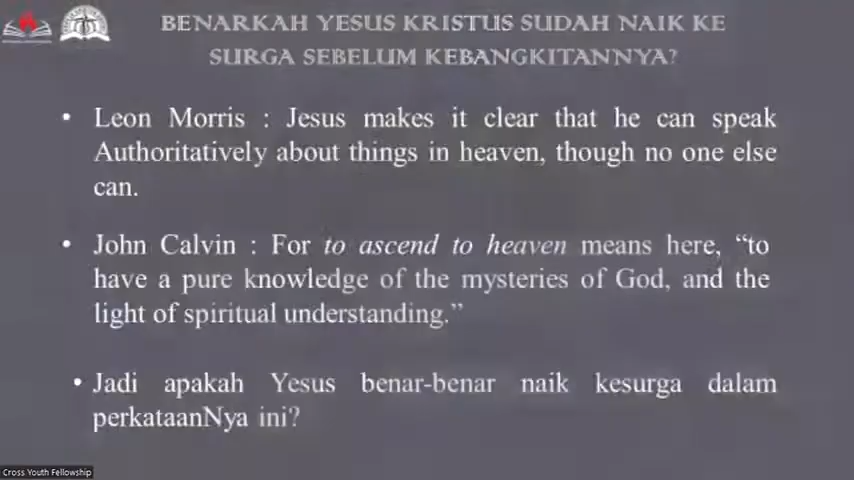 BENARKAH YESUS KRISTUS SUDAH NAIK KE
SURGA SEBELUM KEBANGKITANNYA?
• Leon Morris : Jesus makes it clear that he can speak
Authoritatively about things in heaven, though no one else
can.
• John Calvin : For to ascend to heaven means here, “to
have a pure knowledge of the mysteries of God, and the
light of spiritual understanding.”
• Jadi apakah Yesus benar-benar naik kesurga dalam
perkataanNya ini?
Cross Youth Fellowship